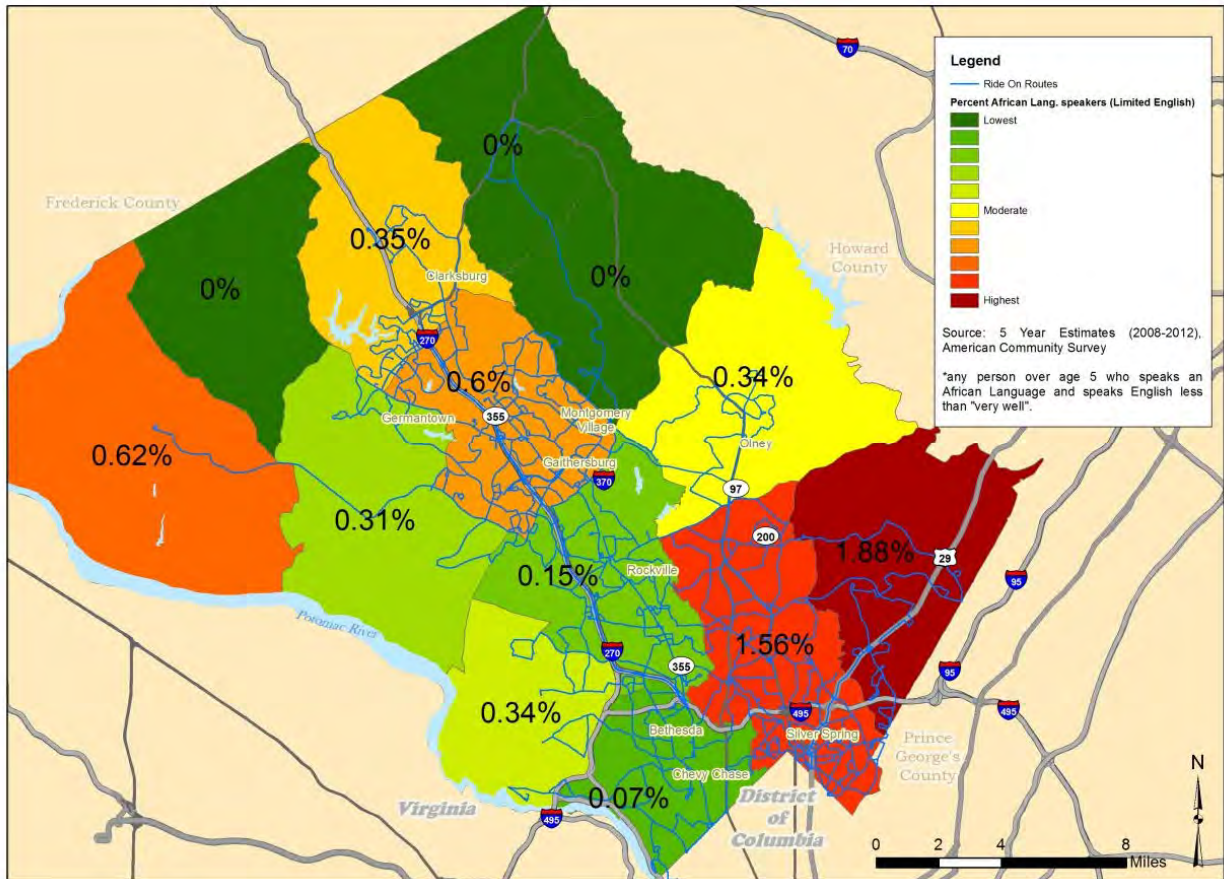 70
Legend
Ride On Routes
Percent African Lang. speakers (Limited English)
Lowest
Moderate
Highest
Source: 5 Year Estimates (2008-2012),
American Community Survey
*any person over age 5 who speaks an
African Language and speaks English less
than "very well".
0%
Frederick County
0.35%
Howard
County
Clarksburg
0%
0%
270
0.6%
0.34%
Germantown
355
Montgomery
Village
Olney
0.62%
Gaithersburg
370
97
0.31%
200
1.88%
29
95
0.15%
Rockville
Potomac River
270
355
1.56%
95
0.34%
495
495
Bethesda
Silver Spring
Prince
George's
County
Chevy Chase
N
Virginia
0.07%
District
of
Columbia
495
0 2 4 8
Miles